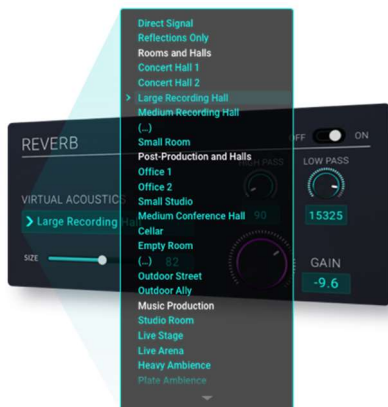 Direct Signal
Reflections Only
Rooms and Halls
Concert Hall 1
Concert Hall 2
Large Recording Hall
Medium Recording Hall
(...)
Small Room
Post-Production and Halls
Office 1
Office 2
Small Studio
Medium Conference Hall
Cellar
Empty Room
(...)
Outdoor Street
Outdoor Ally
Music Production
Studio Room
Live Stage
Live Arena
Heavy Ambience
Plate Ambience
REVERB
OFF ON
PASS LOW PASS
90 15325
VIRTUAL ACOUSTICS
Large Recording Hall
SIZE 82
GAIN
-9.6